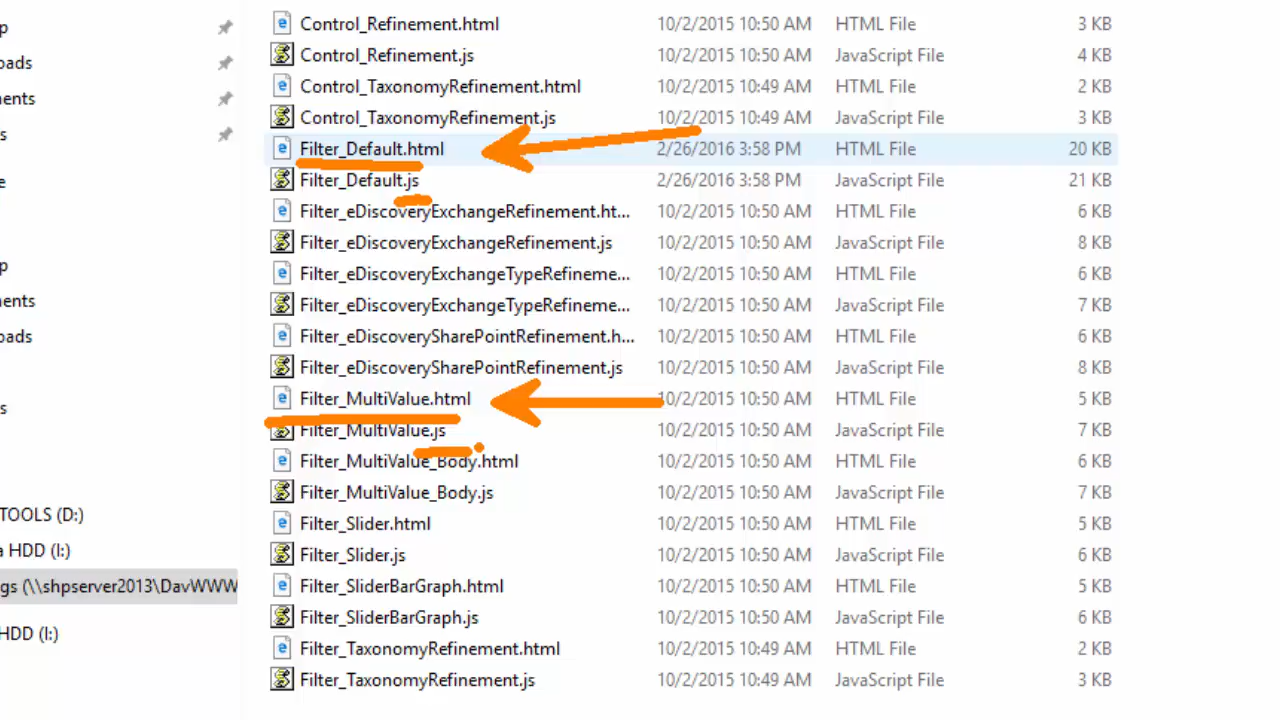 p
Control_Refinement.html 10/2/2015 10:50 AM HTML File 3 KB
oads
Control_Refinement.js 10/2/2015 10:50 AM JavaScript File 4 KB
Control_TaxonomyRefinement.html 10/2/2015 10:49 AM HTML File 2 KB
ents
Control_TaxonomyRefinement.js 10/2/2015 10:49 AM JavaScript File 3 KB
s
Filter_Default.html 2/26/2016 3:58 PM HTML File 20 KB
e
Filter_Default.js 2/26/2016 3:58 PM JavaScript File 21 KB
Filter_eDiscoveryExchangeRefinement.ht... 10/2/2015 10:50 AM HTML File 6 KB
Filter_eDiscoveryExchangeRefinement.js 10/2/2015 10:50 AM JavaScript File 8 KB
p
Filter_eDiscoveryExchangeTypeRefineme... 10/2/2015 10:50 AM HTML File 6 KB
ents
Filter_eDiscoveryExchangeTypeRefineme... 10/2/2015 10:50 AM JavaScript File 7 KB
oads
Filter_eDiscoverySharePointRefinement.h... 10/2/2015 10:50 AM HTML File 6 KB
Filter_eDiscoverySharePointRefinement.js 10/2/2015 10:50 AM JavaScript File 8 KB
s
Filter_MultiValue.html 10/2/2015 10:50 AM HTML File 5 KB
Filter_MultiValue.js 10/2/2015 10:50 AM JavaScript File 7 KB
Filter_MultiValue_Body.html 10/2/2015 10:50 AM HTML File 6 KB
Filter_MultiValue_Body.js 10/2/2015 10:50 AM JavaScript File 7 KB
TOOLS (D:)
Filter_Slider.html 10/2/2015 10:50 AM HTML File 5 KB
a HDD (I:)
Filter_Slider.js 10/2/2015 10:50 AM JavaScript File 6 KB
gs (\\shpserver2013\DavWWW
Filter_SliderBarGraph.html 10/2/2015 10:50 AM HTML File 5 KB
Filter_SliderBarGraph.js 10/2/2015 10:50 AM JavaScript File 6 KB
HDD (I:)
Filter_TaxonomyRefinement.html 10/2/2015 10:49 AM HTML File 2 KB
Filter_TaxonomyRefinement.js 10/2/2015 10:49 AM JavaScript File 3 KB